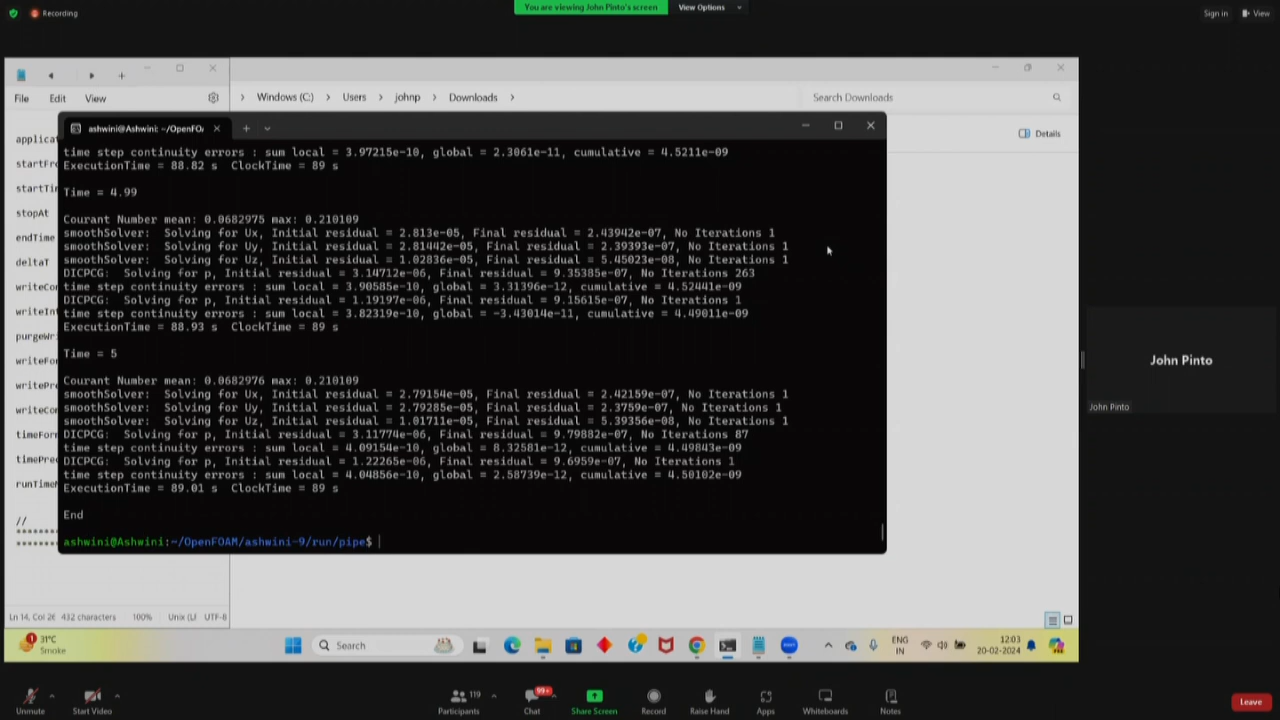 Recording
You are viewing John Pinto's screen
View Options
Sign in
View
File Edit View
Windows (C:) > Users > johnp > Downloads >
Search Downloads
Details
ashwini@Ashwini: ~/OpenFO
time step continuity errors : sum local = 3.97215e-10, global = 2.3061e-11, cumulative = 4.5211e-09
ExecutionTime = 88.82 s  ClockTime = 89 s
Time = 4.99
Courant Number mean: 0.0682975 max: 0.210109
smoothSolver:  Solving for Ux, Initial residual = 2.813e-05, Final residual = 2.43942e-07, No Iterations 1
smoothSolver:  Solving for Uy, Initial residual = 2.81442e-05, Final residual = 2.39393e-07, No Iterations 1
smoothSolver:  Solving for Uz, Initial residual = 1.02836e-05, Final residual = 5.45023e-08, No Iterations 1
DICPCG:  Solving for p, Initial residual = 3.14712e-06, Final residual = 9.35385e-07, No Iterations 263
time step continuity errors : sum local = 3.90585e-10, global = 3.31396e-12, cumulative = 4.52441e-09
DICPCG:  Solving for p, Initial residual = 1.19197e-06, Final residual = 9.15615e-07, No Iterations 1
time step continuity errors : sum local = 3.82319e-10, global = -3.43014e-11, cumulative = 4.49011e-09
ExecutionTime = 88.93 s  ClockTime = 89 s
Time = 5
Courant Number mean: 0.0682976 max: 0.210109
smoothSolver:  Solving for Ux, Initial residual = 2.79154e-05, Final residual = 2.42159e-07, No Iterations 1
smoothSolver:  Solving for Uy, Initial residual = 2.79285e-05, Final residual = 2.3759e-07, No Iterations 1
smoothSolver:  Solving for Uz, Initial residual = 1.01711e-05, Final residual = 5.39356e-08, No Iterations 1
DICPCG:  Solving for p, Initial residual = 3.11774e-06, Final residual = 9.79882e-07, No Iterations 87
time step continuity errors : sum local = 4.09154e-10, global = 8.32581e-12, cumulative = 4.49843e-09
DICPCG:  Solving for p, Initial residual = 1.22265e-06, Final residual = 9.6959e-07, No Iterations 1
time step continuity errors : sum local = 4.04856e-10, global = 2.58739e-12, cumulative = 4.50102e-09
ExecutionTime = 89.01 s  ClockTime = 89 s
End
ashwini@Ashwini:~/OpenFOAM/ashwini-9/run/pipe$
applicat
startFro
startTim
stopAt
endTime
deltaT
writeCon
writeInt
purgeWri
writeFor
writePre
writeCom
timeForm
timePrec
runTimeM
//
Ln 14, Col 26 432 characters 100% Unix (L UTF-8
John Pinto
John Pinto
31°C
Smoke
Search
ENG
IN
12:03
20-02-2024
Unmute
Start Video
119
Participants
99+
Chat
Share Screen
Record
Raise Hand
Apps
Whiteboards
Notes
Leave